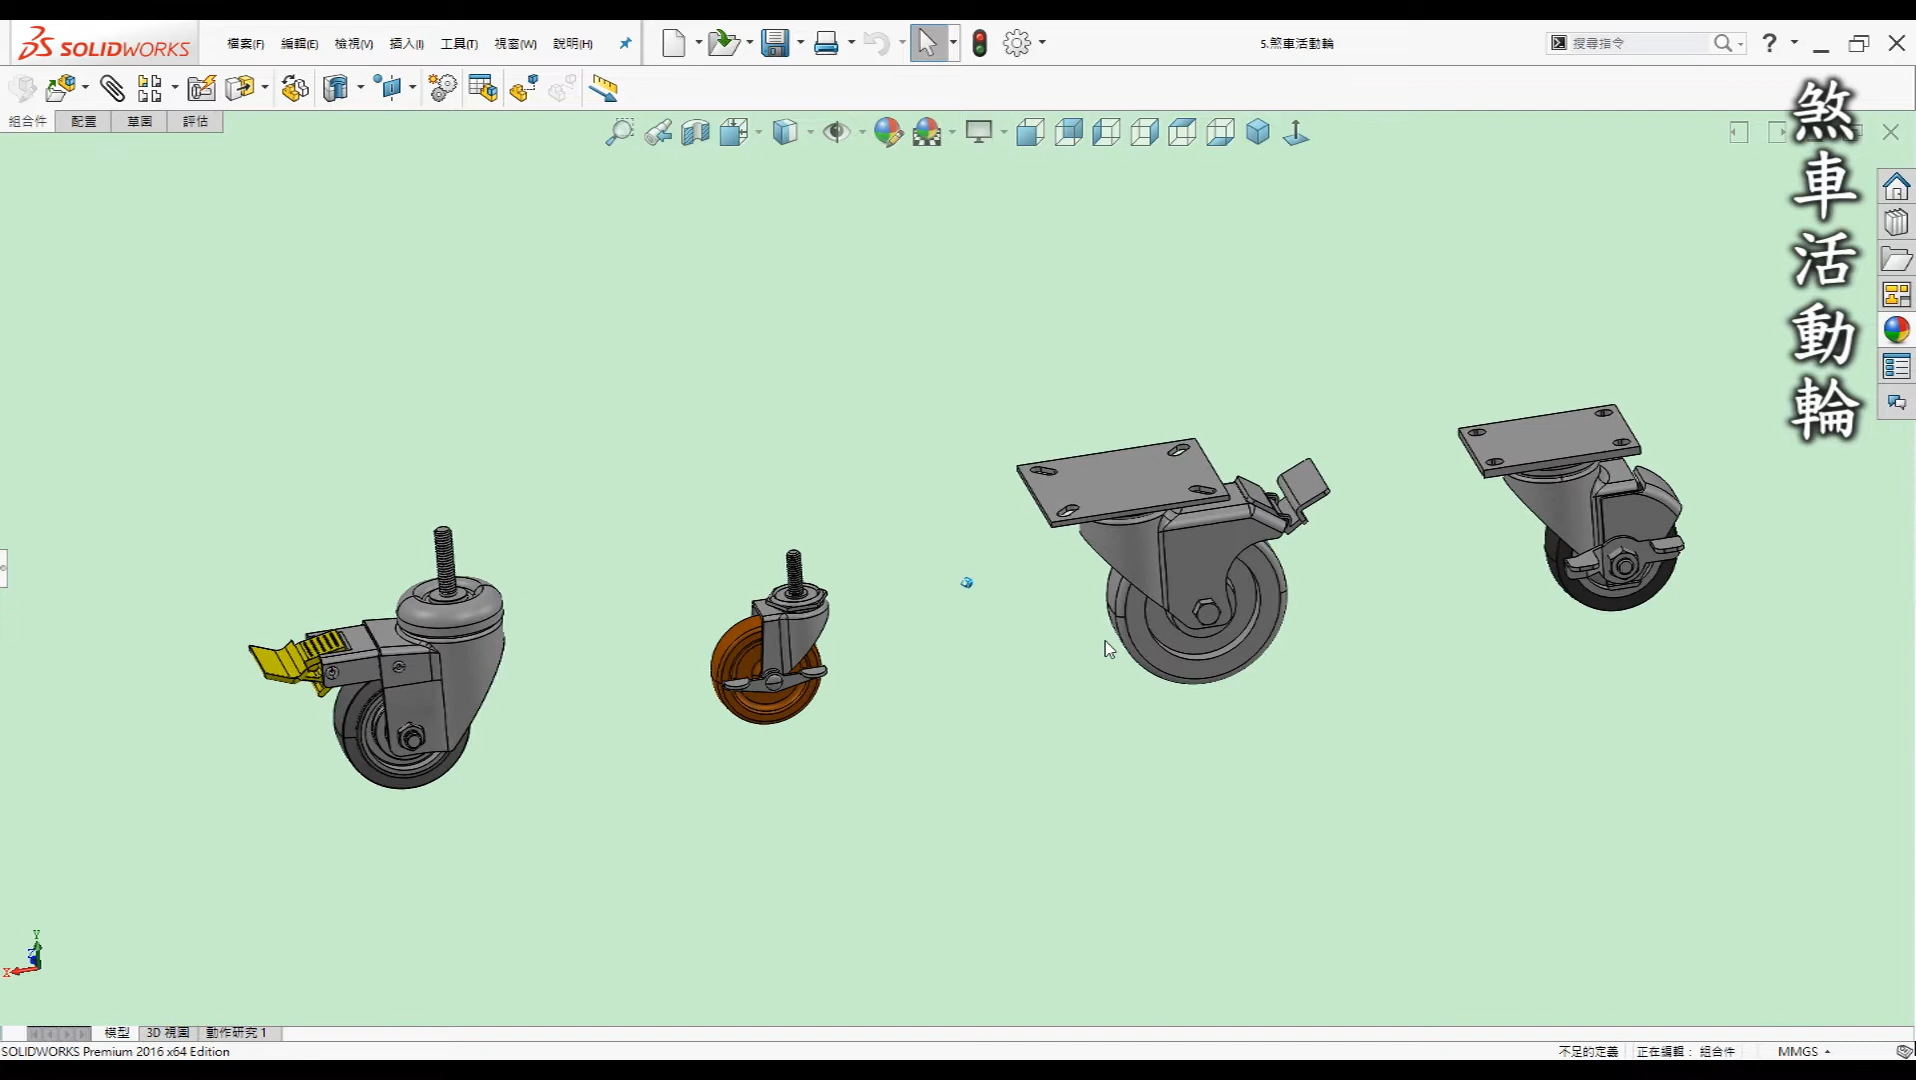 SOLIDWORKS 檔案(F) 編輯(E) 檢視(V) 插入(I) 工具(T) 視窗(W) 說明(H) 5.煞車活動輪 搜尋指令
組合件 配置 草圖 評估
煞車活動輪
Y
Z
X
模型 3D 視圖 動作研究 1
SOLIDWORKS Premium 2016 x64 Edition 不足的定義 正在編輯： 組合件 MMGS